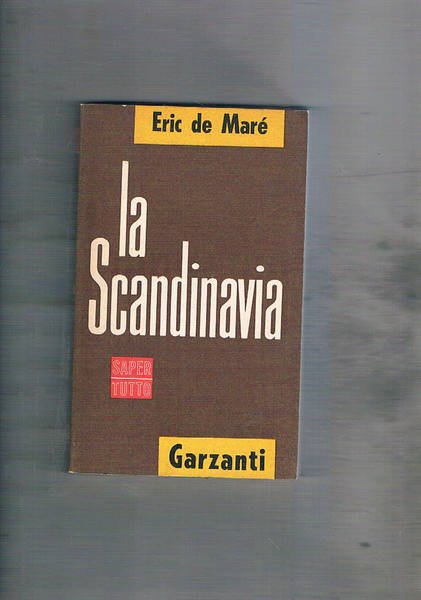 Eric de Maré
la
Scandinavia
SAPER
TUTTO
Garzanti